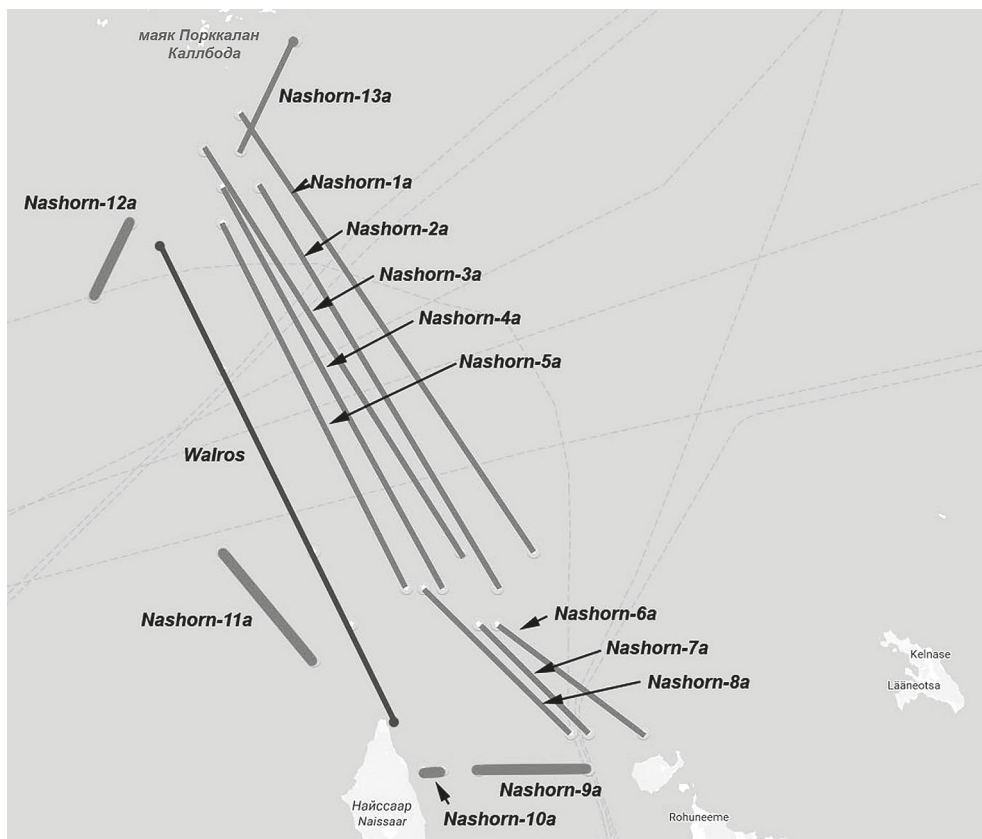 маяк Порккалан
Каллбода
Nashorn-13a
Nashorn-1a
Nashorn-12a
Nashorn-2a
Nashorn-3a
Nashorn-4a
Nashorn-5a
Walros
Nashorn-6a
Nashorn-11a
Nashorn-7a
Kelnase
Nashorn-8a
Lääneotsa
Nashorn-9a
Найссаар
Naissaar
Nashorn-10a
Rohuneeme